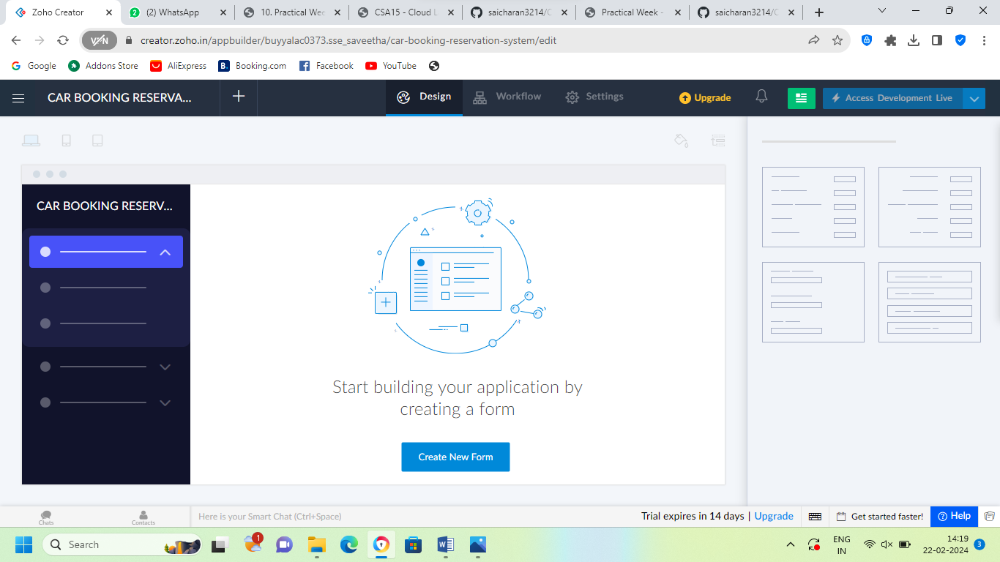 Zoho Creator
(2) WhatsApp
10. Practical Wee
CSA15 - Cloud L
saicharan3214/C
Practical Week -
saicharan3214/C
VPN
creator.zoho.in/appbuilder/buyyalac0373.sse_saveetha/car-booking-reservation-system/edit
Google
Addons Store
AliExpress
B.
Booking.com
Facebook
YouTube
CAR BOOKING RESERVA...
Design
Workflow
Settings
Upgrade
Access Development Live
CAR BOOKING RESERV...
Start building your application by
creating a form
Create New Form
Chats
Contacts
Here is your Smart Chat (Ctrl+Space)
Trial expires in 14 days | Upgrade
Get started faster!
Help
Search
1
ENG
IN
14:19
22-02-2024
3